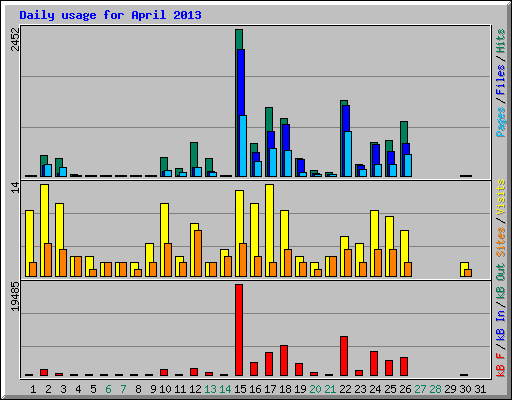 Daily usage for April 2013
2452
Pages / Files / Hits
14
Sites / Visits
19485
kB F / kB In / kB Out
1 2 3 4 5 6 7 8 9 10 11 12 13 14 15 16 17 18 19 20 21 22 23 24 25 26 27 28 29 30 31